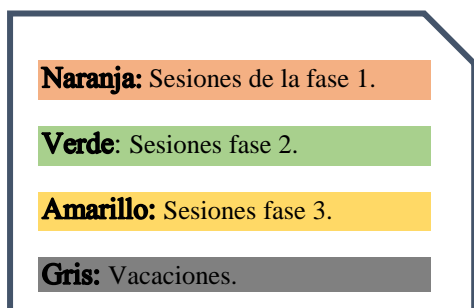 Naranja: Sesiones de la fase 1.
Verde: Sesiones fase 2.
Amarillo: Sesiones fase 3.
Gris: Vacaciones.